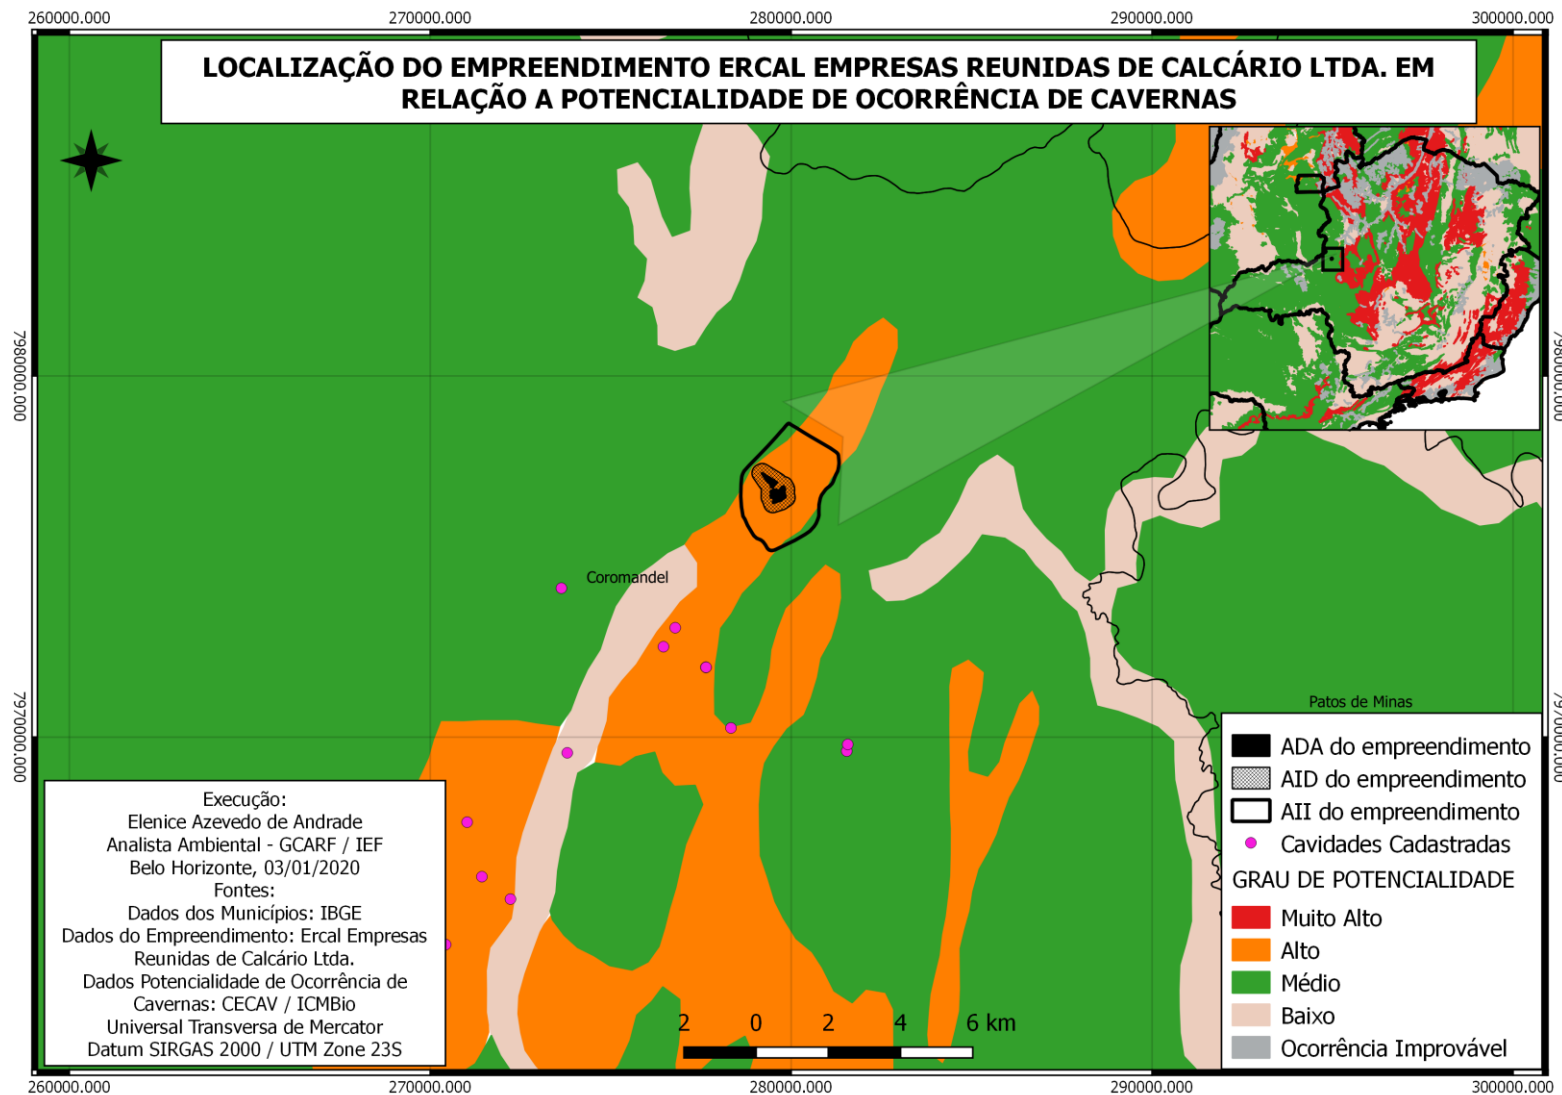 260000.000 270000.000 280000.000 290000.000 300000.000
LOCALIZAÇÃO DO EMPREENDIMENTO ERCAL EMPRESAS REUNIDAS DE CALCÁRIO LTDA. EM
RELAÇÃO A POTENCIALIDADE DE OCORRÊNCIA DE CAVERNAS
7980000.000
7980000.000
Coromandel
7970000.000
7970000.000
Patos de Minas
ADA do empreendimento
AID do empreendimento
AII do empreendimento
Cavidades Cadastradas
GRAU DE POTENCIALIDADE
Muito Alto
Alto
Médio
Baixo
Ocorrência Improvável
Execução:
Elenice Azevedo de Andrade
Analista Ambiental - GCARF / IEF
Belo Horizonte, 03/01/2020
Fontes:
Dados dos Municípios: IBGE
Dados do Empreendimento: Ercal Empresas
Reunidas de Calcário Ltda.
Dados Potencialidade de Ocorrência de
Cavernas: CECAV / ICMBio
Universal Transversa de Mercator
Datum SIRGAS 2000 / UTM Zone 23S
2 0 2 4 6 km
260000.000 270000.000 280000.000 290000.000 300000.000